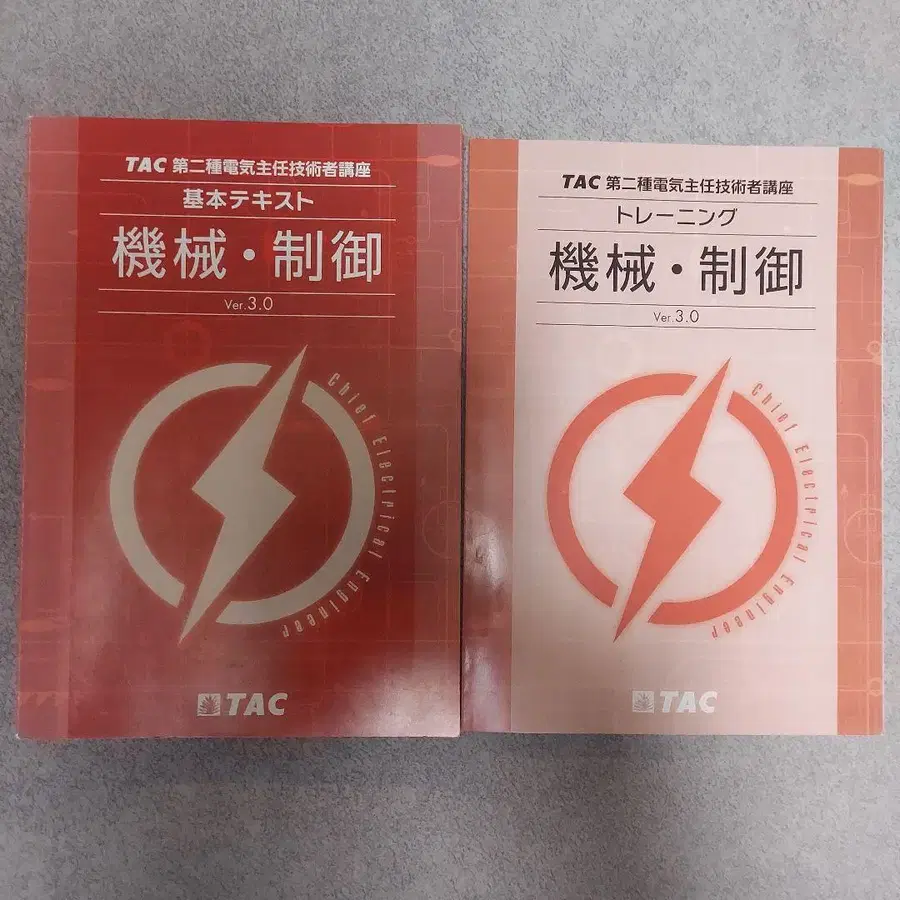 TAC 第二種電気主任技術者講座
基本テキスト
機械・制御
Ver.3.0
Chief Electrical Engineer
TAC
TAC 第二種電気主任技術者講座
トレーニング
機械・制御
Ver.3.0
Chief Electrical Engineer
TAC